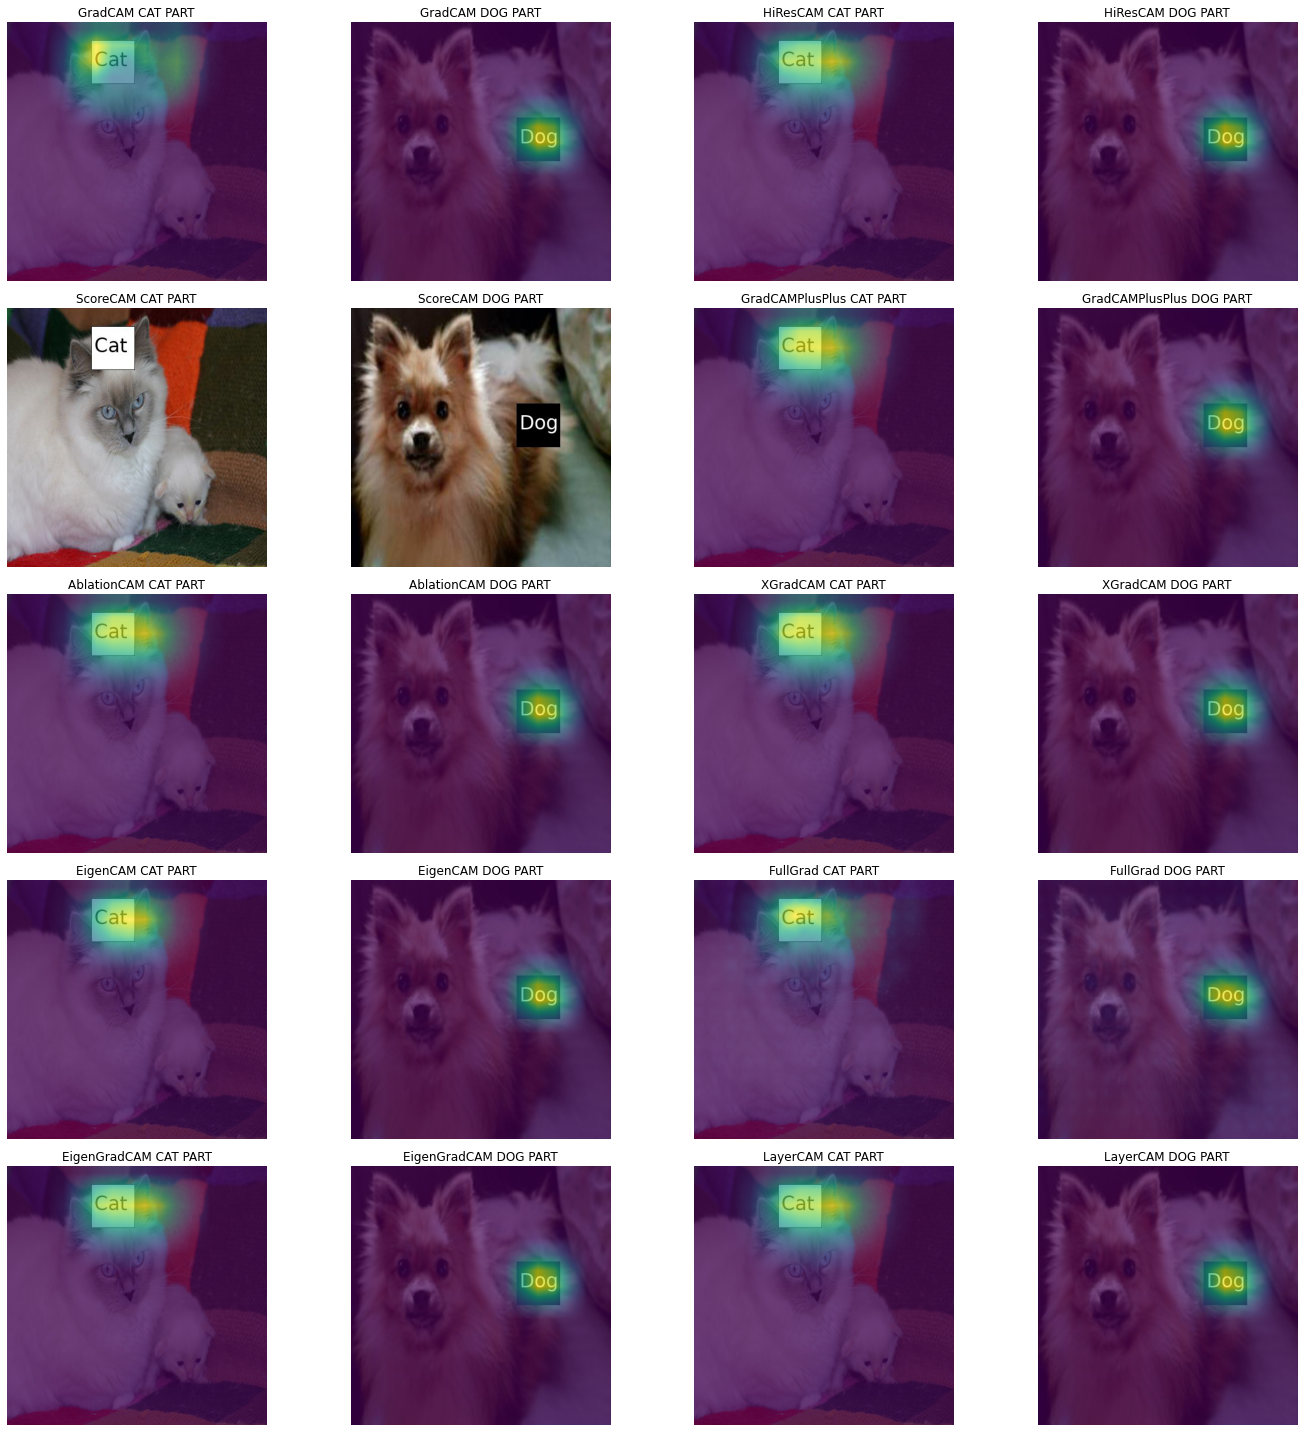 GradCAM CAT PART
GradCAM DOG PART
HiResCAM CAT PART
HiResCAM DOG PART
Cat
Dog
Cat
Dog
ScoreCAM CAT PART
ScoreCAM DOG PART
GradCAMPlusPlus CAT PART
GradCAMPlusPlus DOG PART
Cat
Dog
Cat
Dog
AblationCAM CAT PART
AblationCAM DOG PART
XGradCAM CAT PART
XGradCAM DOG PART
Cat
Dog
Cat
Dog
EigenCAM CAT PART
EigenCAM DOG PART
FullGrad CAT PART
FullGrad DOG PART
Cat
Dog
Cat
Dog
EigenGradCAM CAT PART
EigenGradCAM DOG PART
LayerCAM CAT PART
LayerCAM DOG PART
Cat
Dog
Cat
Dog